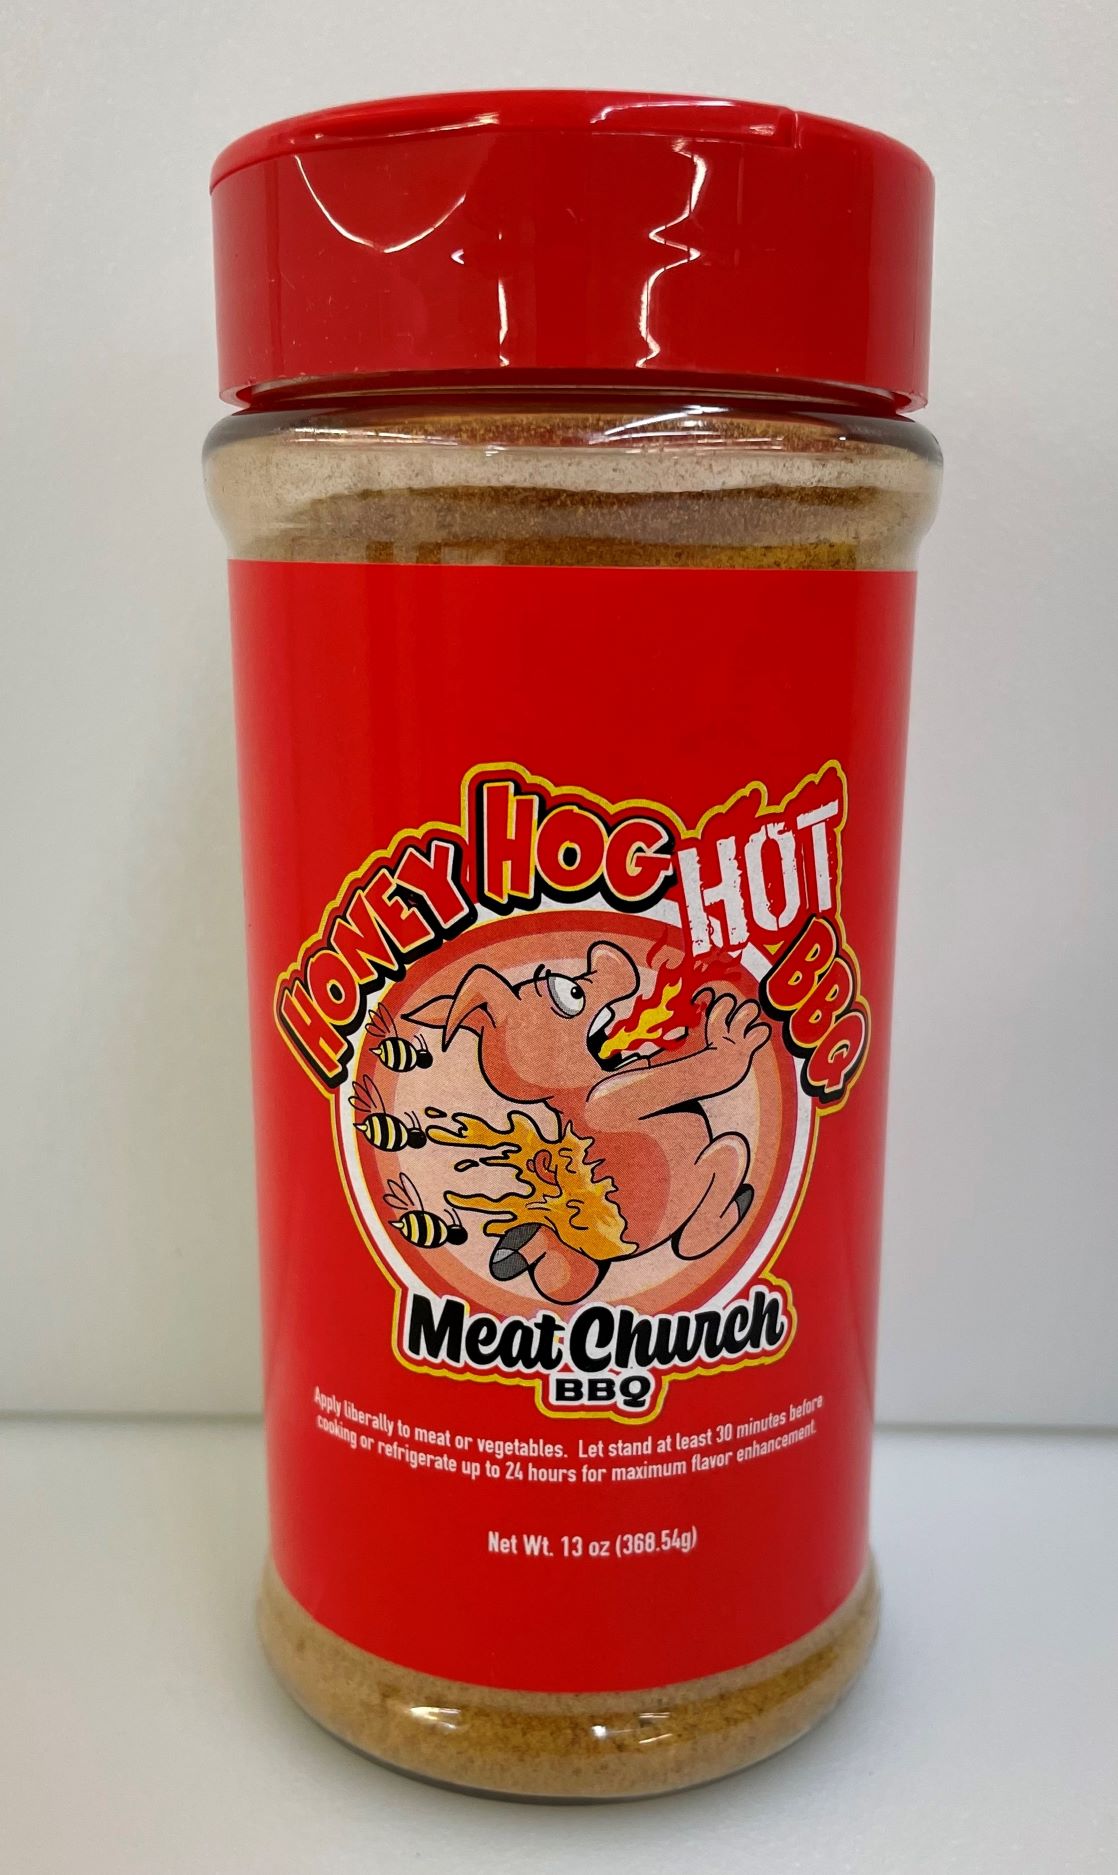 HONEY HOG HOT BBQ
Meat Church
BBQ
Apply liberally to meat or vegetables. Let stand at least 30 minutes before
cooking or refrigerate up to 24 hours for maximum flavor enhancement.
Net Wt. 13 oz (368.54g)